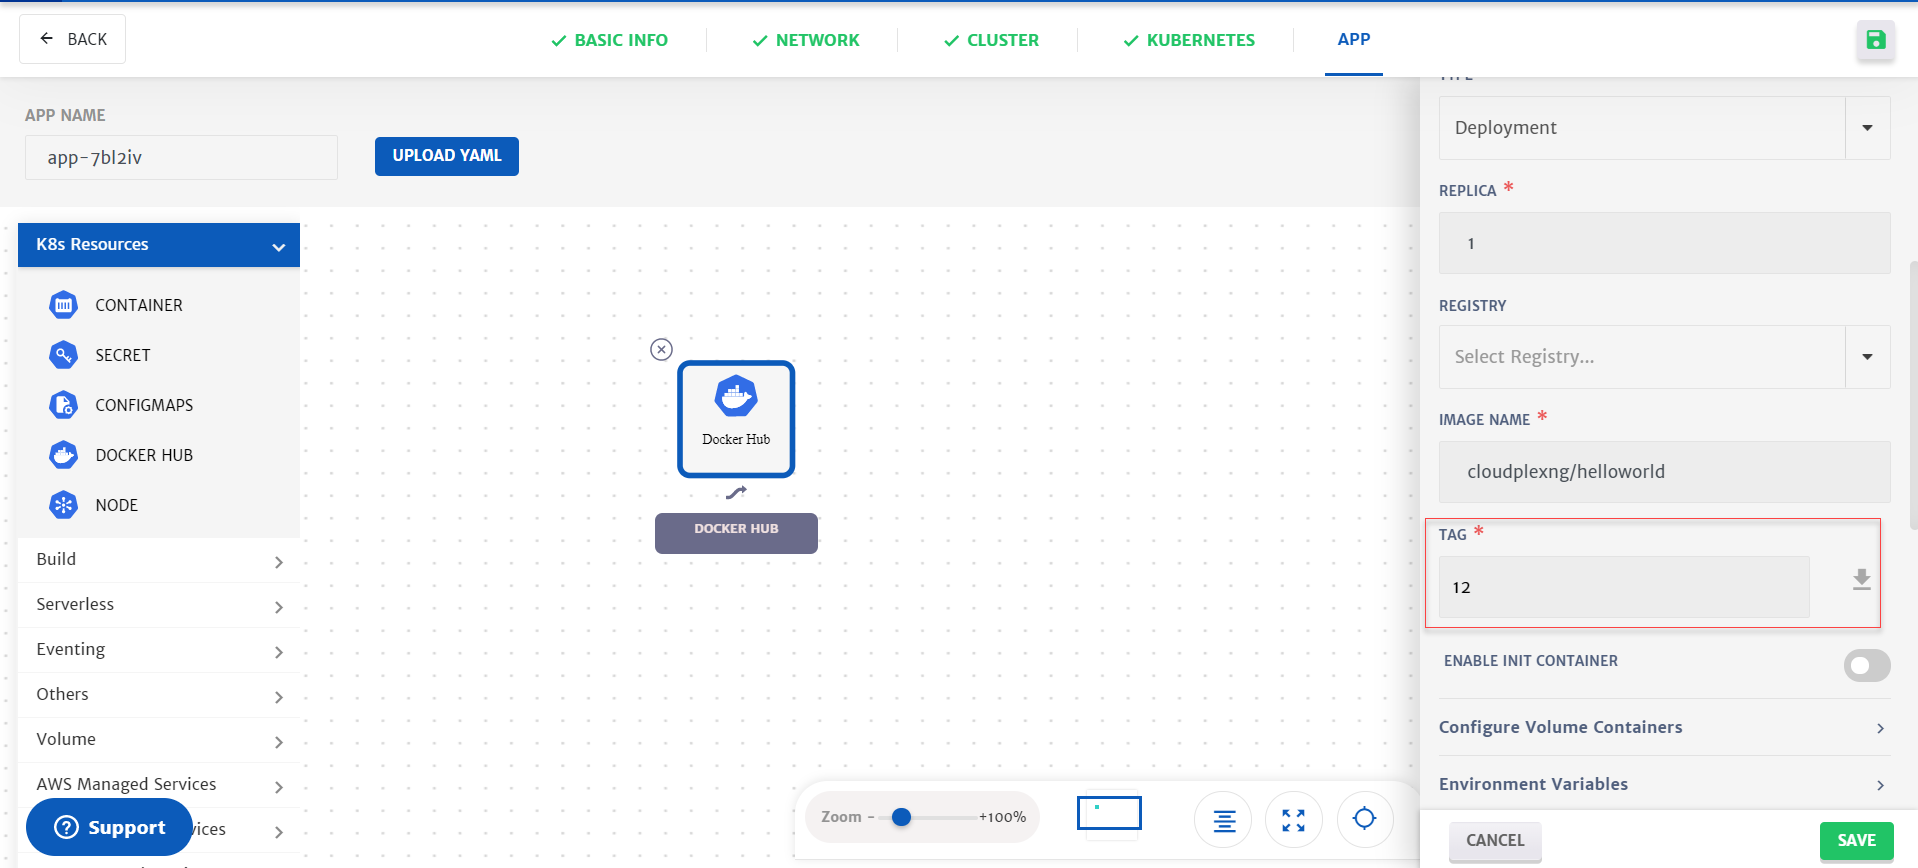 BACK
BASIC INFO
NETWORK
CLUSTER
KUBERNETES
APP
APP NAME
app-7bl2iv
UPLOAD YAML
K8s Resources
CONTAINER
SECRET
CONFIGMAPS
DOCKER HUB
NODE
Build
Serverless
Eventing
Others
Volume
AWS Managed Services
vices
Support
Docker Hub
DOCKER HUB
Zoom - +100%
TYPE
Deployment
REPLICA *
1
REGISTRY
Select Registry...
IMAGE NAME *
cloudplexng/helloworld
TAG *
12
ENABLE INIT CONTAINER
Configure Volume Containers
Environment Variables
CANCEL
SAVE